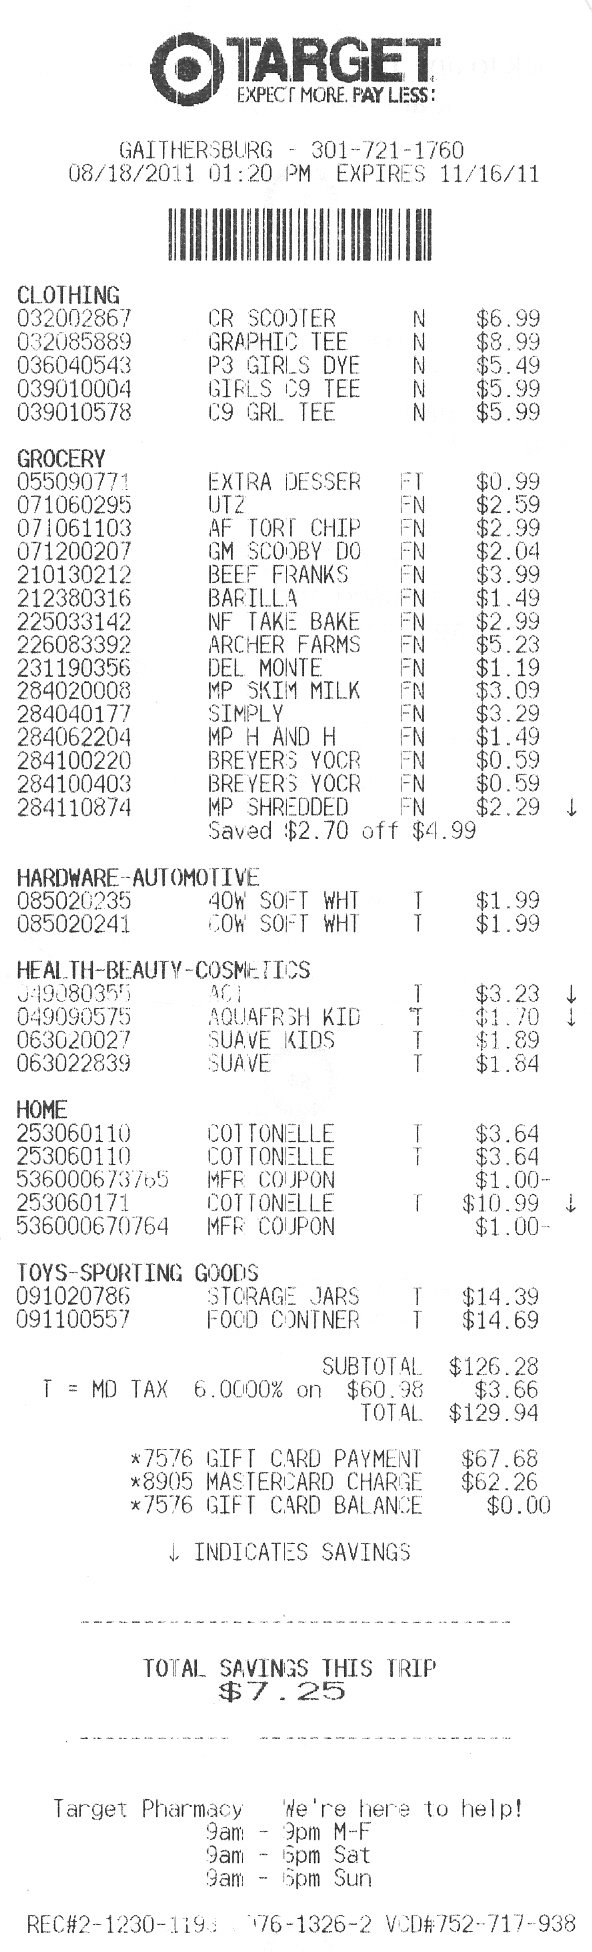 TARGET
EXPECT MORE. PAY LESS.
GAITHERSBURG - 301-721-1760
08/18/2011 01:20 PM EXPIRES 11/16/11
CLOTHING
032002867 CR SCOOTER N $6.99
032085889 GRAPHIC TEE N $8.99
036040543 P3 GIRLS DYE N $5.49
039010004 GIRLS C9 TEE N $5.99
039010578 C9 GRL TEE N $5.99
GROCERY
055090771 EXTRA DESSER FT $0.99
071060295 UTZ FN $2.59
071061103 AF TORT CHIP FN $2.99
071200207 GM SCOOBY DO FN $2.04
210130212 BEEF FRANKS FN $3.99
212380316 BARILLA FN $1.49
225033142 NF TAKE BAKE FN $2.99
226083392 ARCHER FARMS FN $5.23
231190356 DEL MONTE FN $1.19
284020008 MP SKIM MILK FN $3.09
284040177 SIMPLY FN $3.29
284062204 MP H AND H FN $1.49
284100220 BREYERS YOCR FN $0.59
284100403 BREYERS YOCR FN $0.59
284110874 MP SHREDDED FN $2.29 ↓
Saved $2.70 off $4.99
HARDWARE-AUTOMOTIVE
085020235 40W SOFT WHT T $1.99
085020241 SOFT WHT T $1.99
HEALTH-BEAUTY-COSMETICS
049080355 ACT T $3.23 ↓
049090575 AQUAFRSH KID T $1.70 ↓
063020027 SUAVE KIDS T $1.89
063022839 SUAVE T $1.84
HOME
253060110 COTTONELLE T $3.64
253060110 COTTONELLE T $3.64
536000673765 MFR COUPON $1.00-
253060171 COTTONELLE T $10.99 ↓
536000670764 MFR COUPON $1.00-
TOYS-SPORTING GOODS
091020786 STORAGE JARS T $14.39
091100557 FOOD CONTNER T $14.69
SUBTOTAL $126.28
T = MD TAX 6.0000% on $60.98 $3.66
TOTAL $129.94
*7576 GIFT CARD PAYMENT $67.68
*8905 MASTERCARD CHARGE $62.26
*7576 GIFT CARD BALANCE $0.00
↓ INDICATES SAVINGS
TOTAL SAVINGS THIS TRIP
$7.25
Target Pharmacy We're here to help!
9am - 9pm M-F
9am - 6pm Sat
9am - 6pm Sun
76-1326-2 VCD#752-717-938